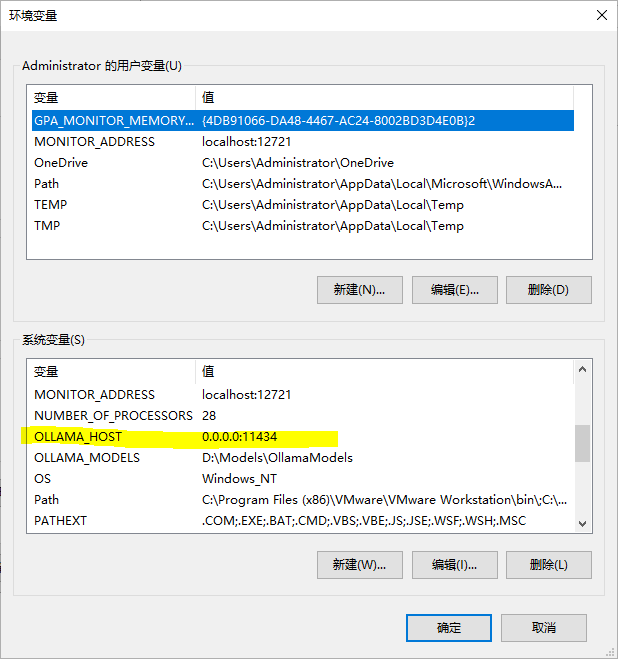 环境变量
Administrator 的用户变量(U)
变量 值
GPA_MONITOR_MEMORY... {4DB91066-DA48-4467-AC24-8002BD3D4E0B}2
MONITOR_ADDRESS localhost:12721
OneDrive C:\Users\Administrator\OneDrive
Path C:\Users\Administrator\AppData\Local\Microsoft\WindowsA...
TEMP C:\Users\Administrator\AppData\Local\Temp
TMP C:\Users\Administrator\AppData\Local\Temp
新建(N)... 编辑(E)... 删除(D)
系统变量(S)
变量 值
MONITOR_ADDRESS localhost:12721
NUMBER_OF_PROCESSORS 28
OLLAMA_HOST 0.0.0.0:11434
OLLAMA_MODELS D:\Models\OllamaModels
OS Windows_NT
Path C:\Program Files (x86)\VMware\VMware Workstation\bin\;C:\...
PATHEXT .COM;.EXE;.BAT;.CMD;.VBS;.VBE;.JS;.JSE;.WSF;.WSH;.MSC
新建(W)... 编辑(I)... 删除(L)
确定 取消